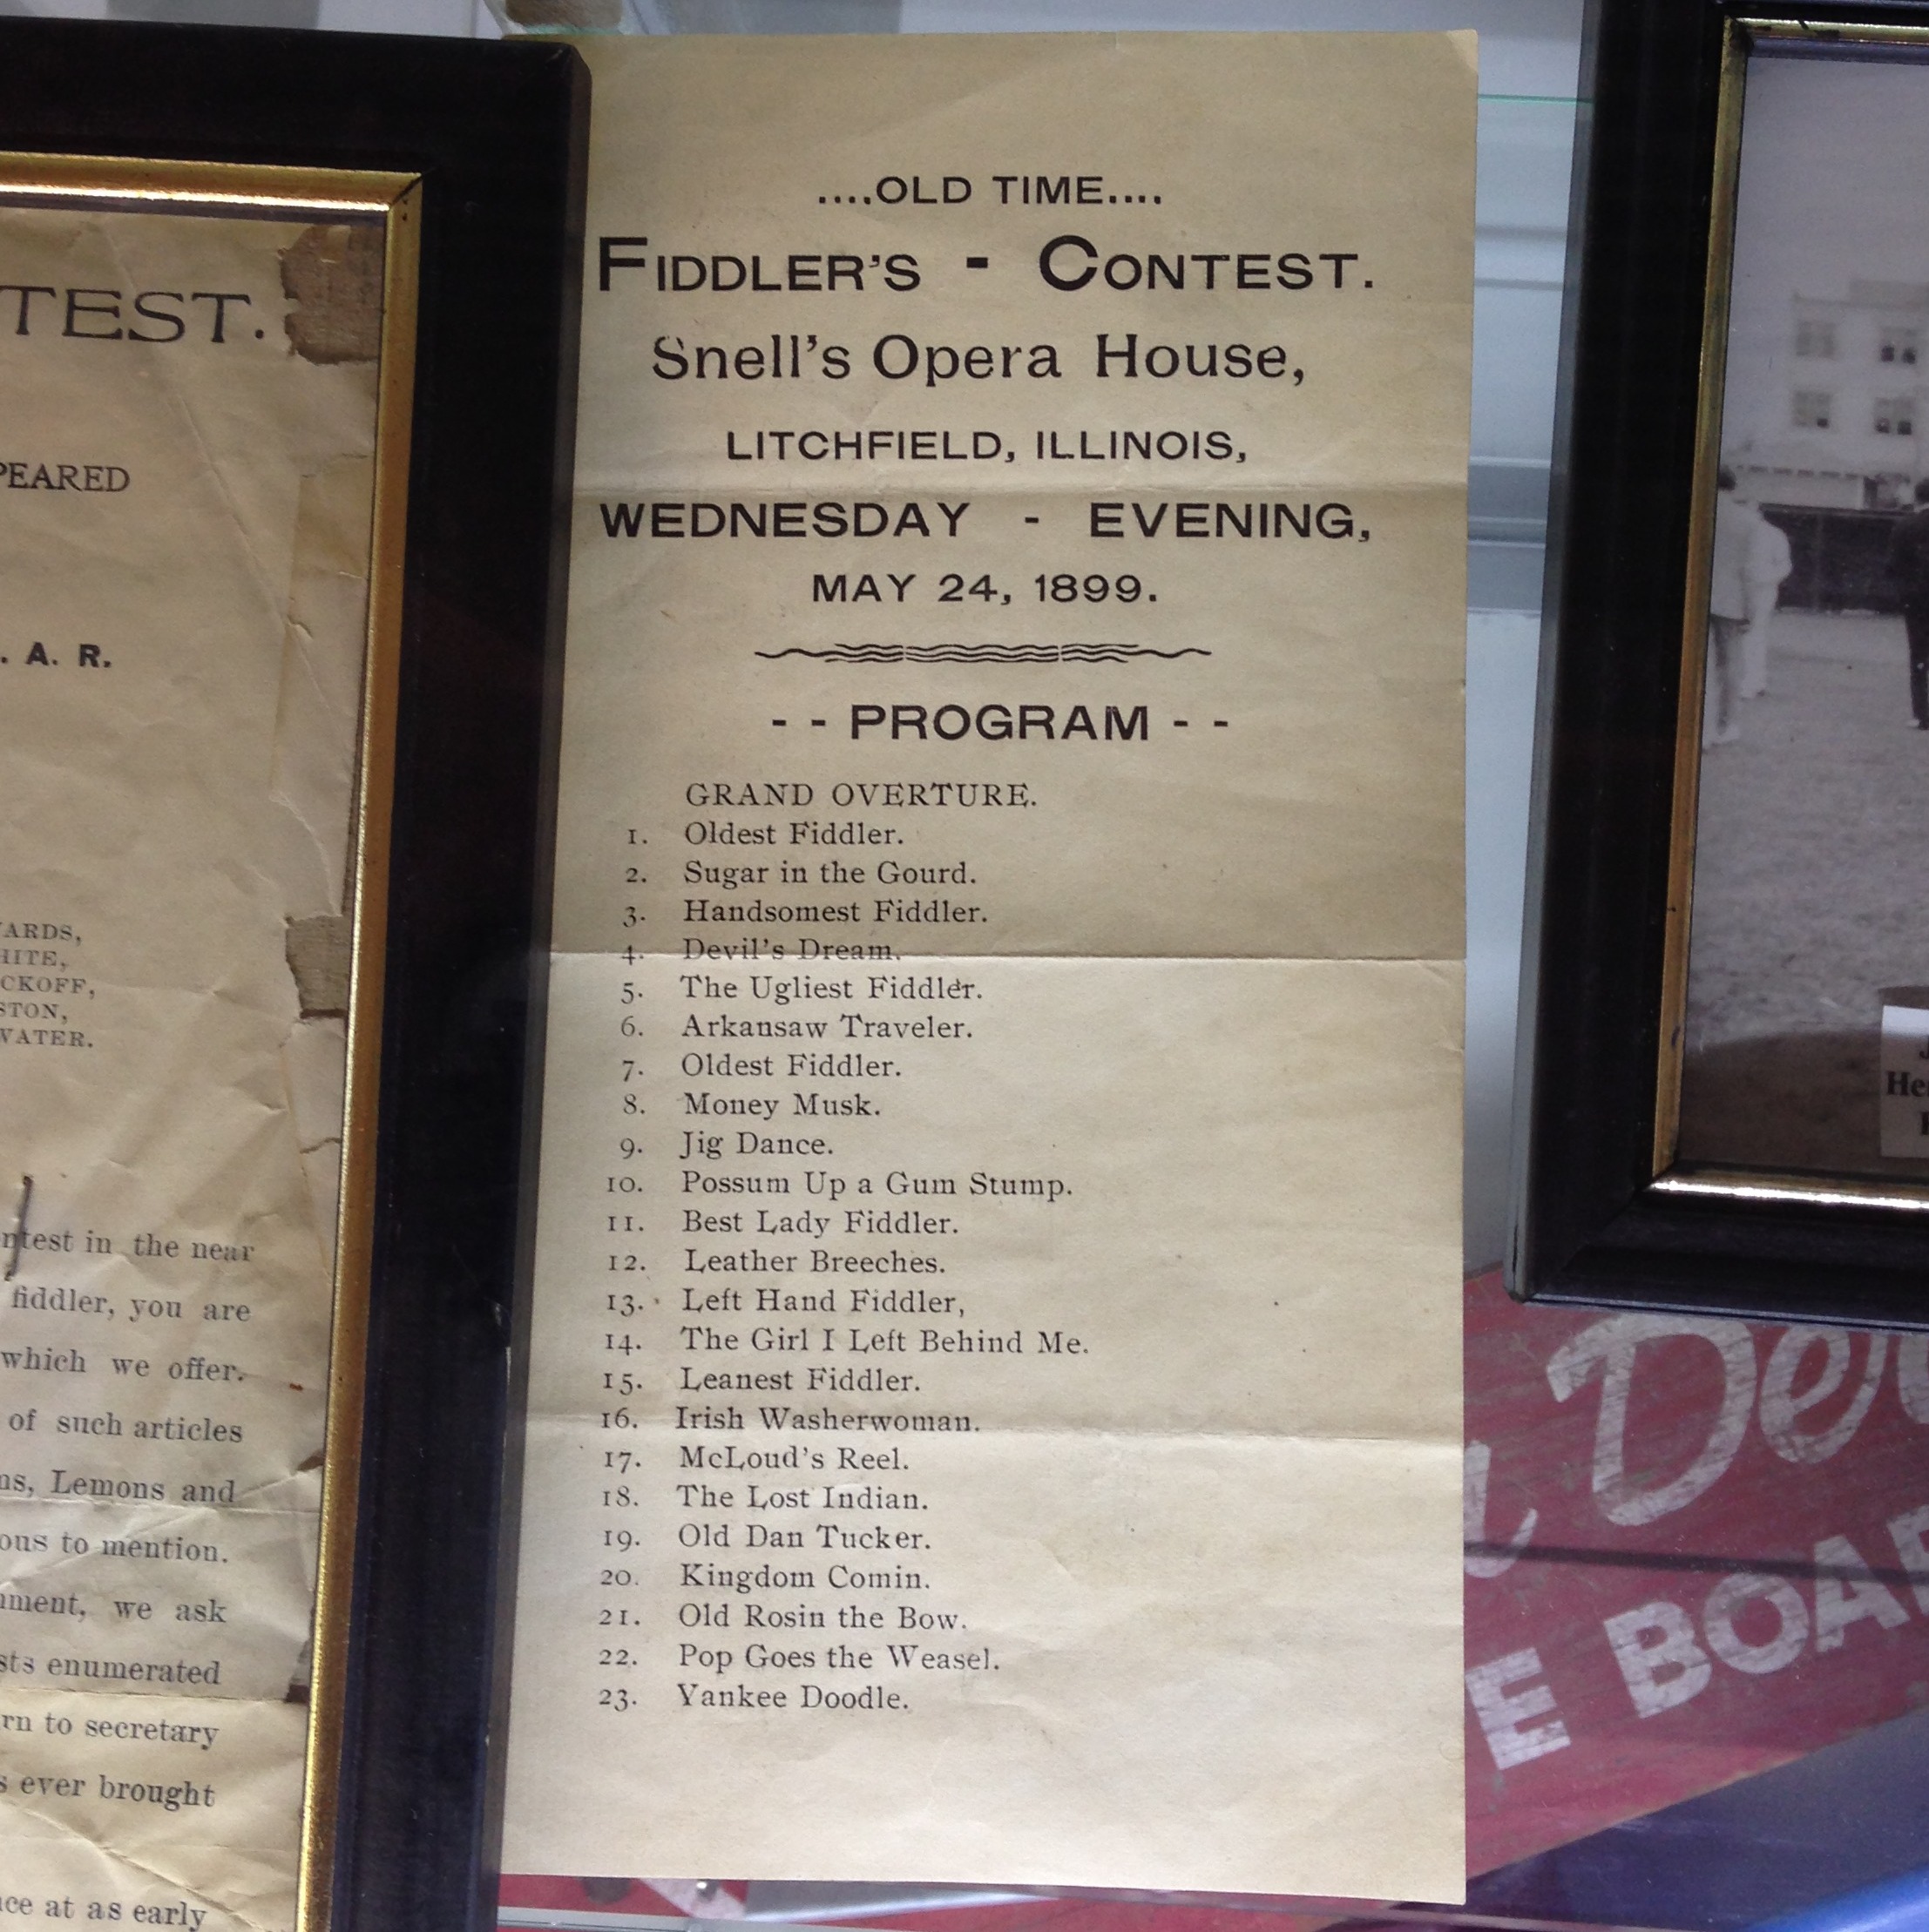 ....OLD TIME....
FIDDLER'S - CONTEST.
Snell's Opera House,
LITCHFIELD, ILLINOIS,
WEDNESDAY - EVENING,
MAY 24, 1899.
- - PROGRAM - -
GRAND OVERTURE.
1. Oldest Fiddler.
2. Sugar in the Gourd.
3. Handsomest Fiddler.
4. Devil's Dream.
5. The Ugliest Fiddler.
6. Arkansaw Traveler.
7. Oldest Fiddler.
8. Money Musk.
9. Jig Dance.
10. Possum Up a Gum Stump.
11. Best Lady Fiddler.
12. Leather Breeches.
13. Left Hand Fiddler,
14. The Girl I Left Behind Me.
15. Leanest Fiddler.
16. Irish Washerwoman.
17. McLoud's Reel.
18. The Lost Indian.
19. Old Dan Tucker.
20. Kingdom Comin.
21. Old Rosin the Bow.
22. Pop Goes the Weasel.
23. Yankee Doodle.
TEST.
PEARED
. A. R.
ARDS,
HITE,
CKOFF,
STON,
WATER.
ntest in the near
fiddler, you are
which we offer.
of such articles
ns, Lemons and
ous to mention.
nment, we ask
sts enumerated
rn to secretary
s ever brought
ce at as early
He
De
E BOA